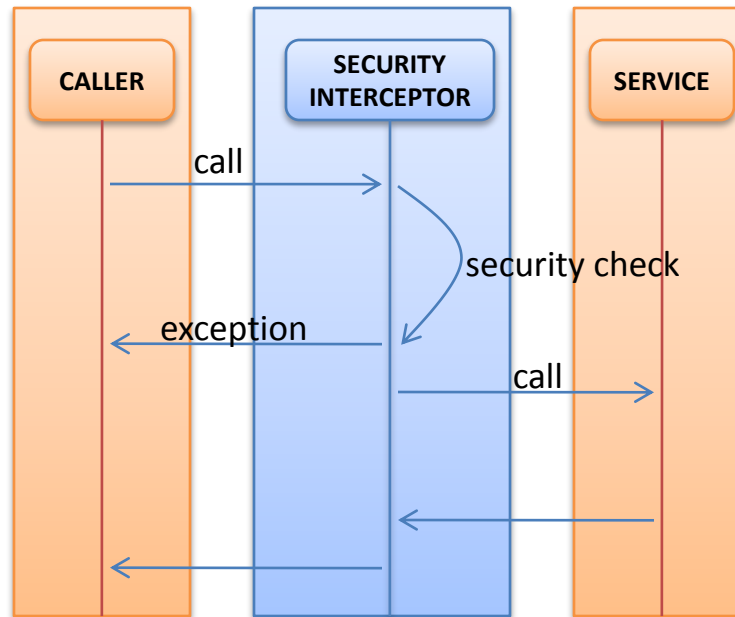 CALLER
SECURITY
INTERCEPTOR
SERVICE
call
security check
exception
call